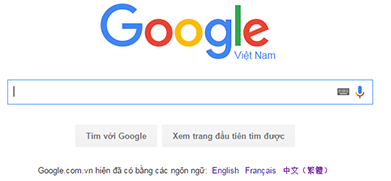 Google
Việt Nam
Tìm với Google
Xem trang đầu tiên tìm được
Google.com.vn hiện đã có bằng các ngôn ngữ: English Français 中文（繁體）